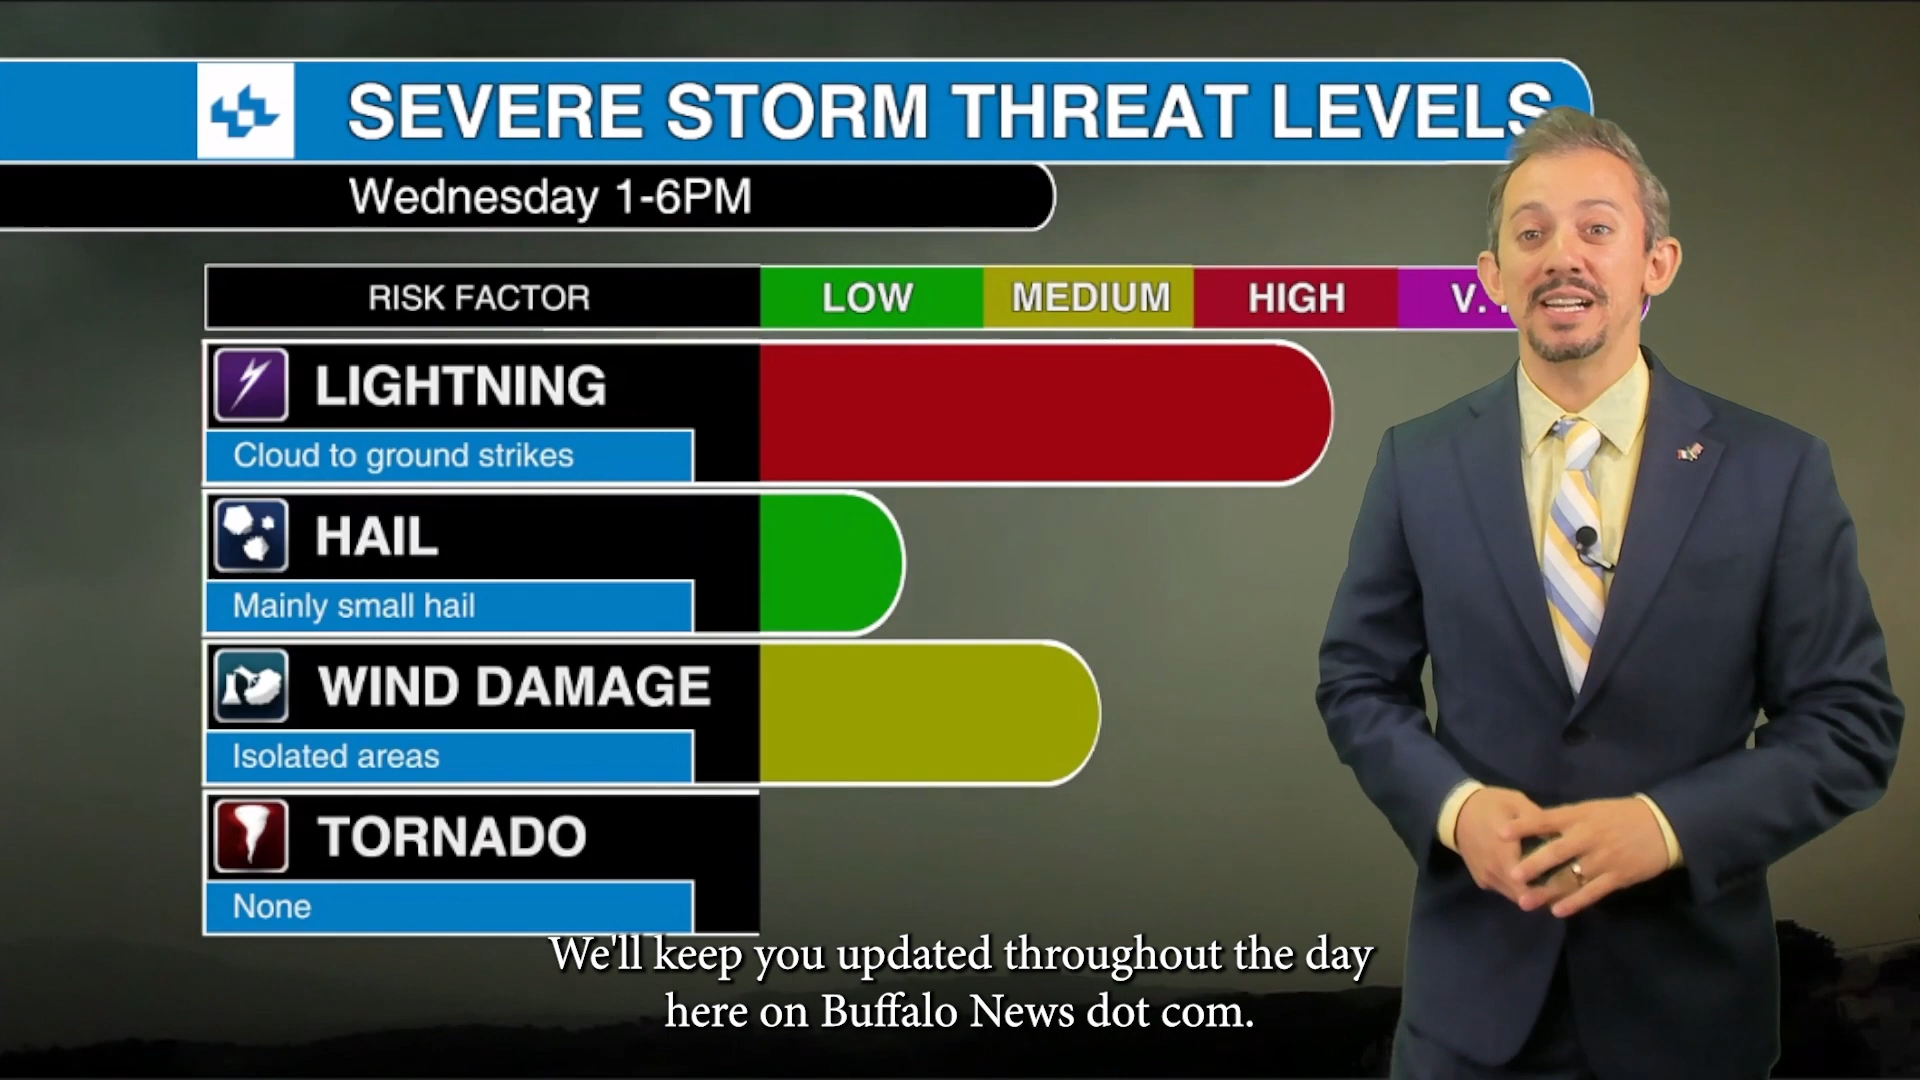 SEVERE STORM THREAT LEVELS
Wednesday 1-6PM
RISK FACTOR LOW MEDIUM HIGH V.
LIGHTNING
Cloud to ground strikes
HAIL
Mainly small hail
WIND DAMAGE
Isolated areas
TORNADO
None
We'll keep you updated throughout the day
here on Buffalo News dot com.